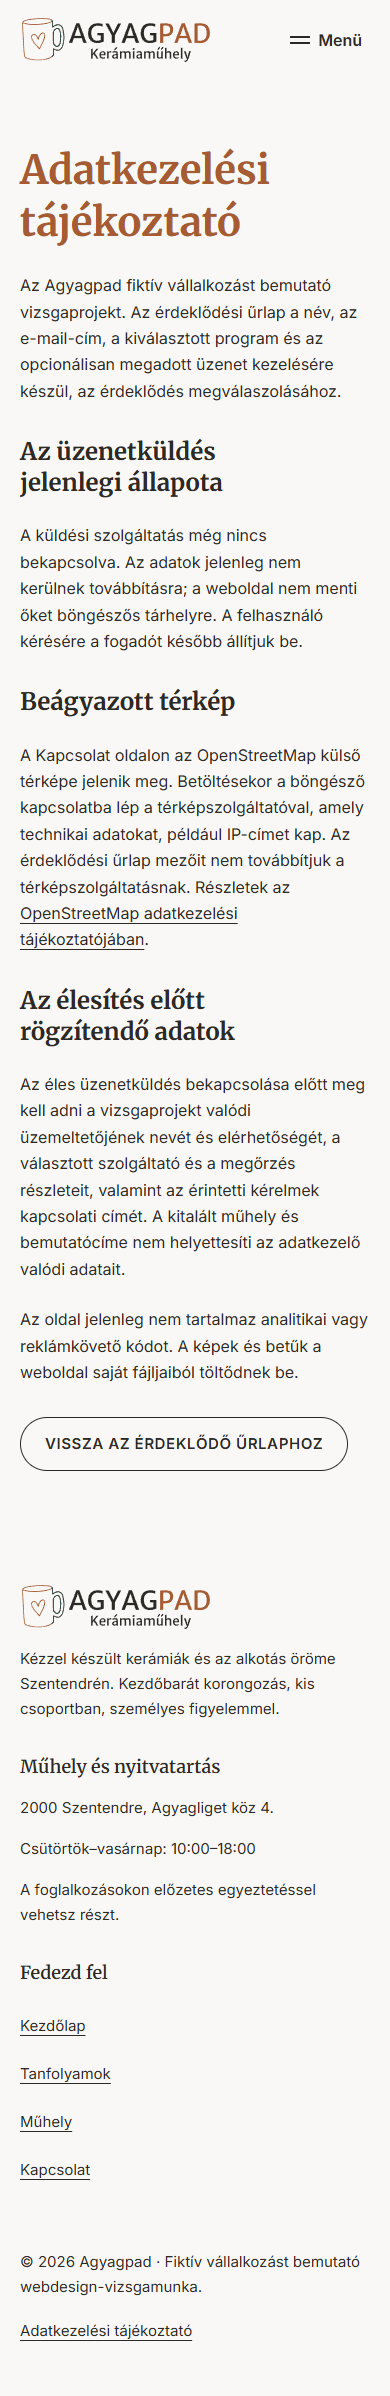 AGYAGPAD
Kerámiaműhely
Menü
Adatkezelési
tájékoztató
Az Agyagpad fiktív vállalkozást bemutató
vizsgaprojekt. Az érdeklődési űrlap a név, az
e-mail-cím, a kiválasztott program és az
opcionálisan megadott üzenet kezelésére
készül, az érdeklődés megválaszolásához.
Az üzenetküldés
jelenlegi állapota
A küldési szolgáltatás még nincs
bekapcsolva. Az adatok jelenleg nem
kerülnek továbbításra; a weboldal nem menti
őket böngészős tárhelyre. A felhasználó
kérésére a fogadót később állítjuk be.
Beágyazott térkép
A Kapcsolat oldalon az OpenStreetMap külső
térképe jelenik meg. Betöltésekor a böngésző
kapcsolatba lép a térképszolgáltatóval, amely
technikai adatokat, például IP-címet kap. Az
érdeklődési űrlap mezőit nem továbbítjuk a
térképszolgáltatásnak. Részletek az
OpenStreetMap adatkezelési
tájékoztatójában.
Az élesítés előtt
rögzítendő adatok
Az éles üzenetküldés bekapcsolása előtt meg
kell adni a vizsgaprojekt valódi
üzemeltetőjének nevét és elérhetőségét, a
választott szolgáltató és a megőrzés
részleteit, valamint az érintetti kérelmek
kapcsolati címét. A kitalált műhely és
bemutatócíme nem helyettesíti az adatkezelő
valódi adatait.
Az oldal jelenleg nem tartalmaz analitikai vagy
reklámkövető kódot. A képek és betűk a
weboldal saját fájljaiból töltődnek be.
VISSZA AZ ÉRDEKLŐDŐ ŰRLAPHOZ
AGYAGPAD
Kerámiaműhely
Kézzel készült kerámiák és az alkotás öröme
Szentendrén. Kezdőbarát korongozás, kis
csoportban, személyes figyelemmel.
Műhely és nyitvatartás
2000 Szentendre, Agyagliget köz 4.
Csütörtök–vasárnap: 10:00–18:00
A foglalkozásokon előzetes egyeztetéssel
vehetsz részt.
Fedezd fel
Kezdőlap
Tanfolyamok
Műhely
Kapcsolat
© 2026 Agyagpad · Fiktív vállalkozást bemutató
webdesign-vizsgamunka.
Adatkezelési tájékoztató